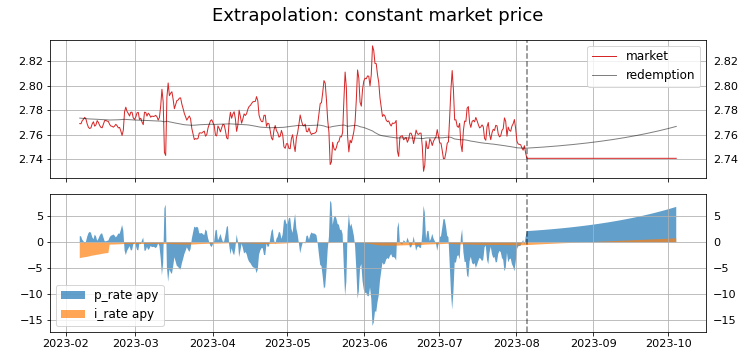 Extrapolation: constant market price
2.82 2.82
2.80 2.80
2.78 2.78
2.76 2.76
2.74 2.74
market
redemption
5 5
0 0
−5 −5
−10 −10
−15 −15
p_rate apy
i_rate apy
2023-02 2023-03 2023-04 2023-05 2023-06 2023-07 2023-08 2023-09 2023-10